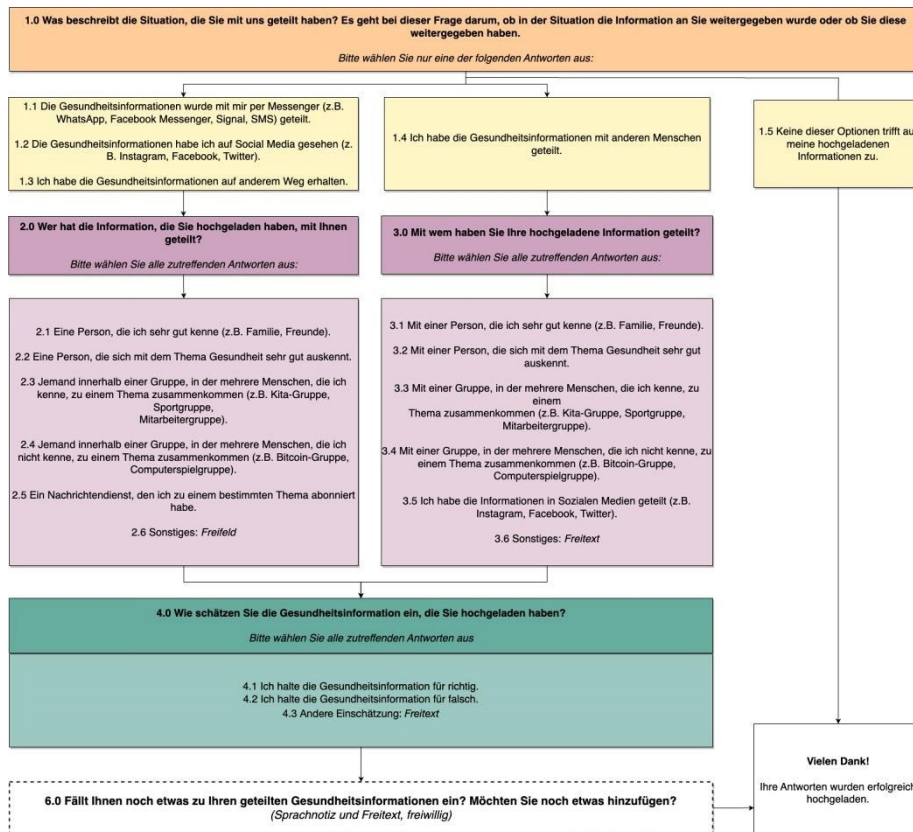 1.0 Was beschreibt die Situation, die Sie mit uns geteilt haben? Es geht bei dieser Frage darum, ob in der Situation die Information an Sie weitergegeben wurde oder ob Sie diese
weitergegeben haben.
Bitte wählen Sie nur eine der folgenden Antworten aus:
1.1 Die Gesundheitsinformationen wurde mit mir per Messenger (z.B.
WhatsApp, Facebook Messenger, Signal, SMS) geteilt.
1.2 Die Gesundheitsinformationen habe ich auf Social Media gesehen (z.
B. Instagram, Facebook, Twitter).
1.3 Ich habe die Gesundheitsinformationen auf anderem Weg erhalten.
1.4 Ich habe die Gesundheitsinformationen mit anderen Menschen
geteilt.
1.5 Keine dieser Optionen trifft au
meine hochgeladenen
Informationen zu.
2.0 Wer hat die Information, die Sie hochgeladen haben, mit Ihnen
geteilt?
Bitte wählen Sie alle zutreffenden Antworten aus:
3.0 Mit wem haben Sie Ihre hochgeladene Information geteilt?
Bitte wählen Sie alle zutreffenden Antworten aus:
2.1 Eine Person, die ich sehr gut kenne (z.B. Familie, Freunde).
2.2 Eine Person, die sich mit dem Thema Gesundheit sehr gut auskennt.
2.3 Jemand innerhalb einer Gruppe, in der mehrere Menschen, die ich
kenne, zu einem Thema zusammenkommen (z.B. Kita-Gruppe,
Sportgruppe,
Mitarbeitergruppe).
2.4 Jemand innerhalb einer Gruppe, in der mehrere Menschen, die ich
nicht kenne, zu einem Thema zusammenkommen (z.B. Bitcoin-Gruppe,
Computerspielgruppe).
2.5 Ein Nachrichtendienst, den ich zu einem bestimmten Thema abonniert
habe.
2.6 Sonstiges: Freifeld
3.1 Mit einer Person, die ich sehr gut kenne (z.B. Familie, Freunde).
3.2 Mit einer Person, die sich mit dem Thema Gesundheit sehr gut
auskennt.
3.3 Mit einer Gruppe, in der mehrere Menschen, die ich kenne, zu
einem
Thema zusammenkommen (z.B. Kita-Gruppe, Sportgruppe,
Mitarbeitergruppe).
3.4 Mit einer Gruppe, in der mehrere Menschen, die ich nicht kenne, zu
einem Thema zusammenkommen (z.B. Bitcoin-Gruppe,
Computerspielgruppe).
3.5 Ich habe die Informationen in Sozialen Medien geteilt (z.B.
Instagram, Facebook, Twitter).
3.6 Sonstiges: Freitext
4.0 Wie schätzen Sie die Gesundheitsinformation ein, die Sie hochgeladen haben?
Bitte wählen Sie alle zutreffenden Antworten aus
4.1 Ich halte die Gesundheitsinformation für richtig.
4.2 Ich halte die Gesundheitsinformation für falsch.
4.3 Andere Einschätzung: Freitext
6.0 Fällt Ihnen noch etwas zu Ihren geteilten Gesundheitsinformationen ein? Möchten Sie noch etwas hinzufügen?
(Sprachnotiz und Freitext, freiwillig)
Vielen Dank!
Ihre Antworten wurden erfolgreich
hochgeladen.